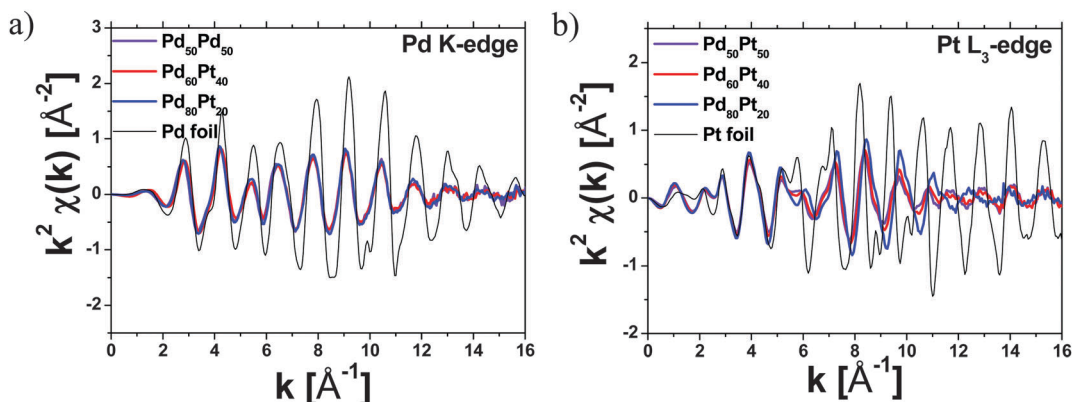 a)
Pd K-edge
Pd₅₀Pd₅₀
Pd₆₀Pt₄₀
Pd₈₀Pt₂₀
Pd foil
k² χ(k) [Å⁻²]
3
2
1
0
-1
-2
0 2 4 6 8 10 12 14 16
k [Å⁻¹]
b)
Pt L₃-edge
Pd₅₀Pt₅₀
Pd₆₀Pt₄₀
Pd₈₀Pt₂₀
Pt foil
k² χ(k) [Å⁻²]
2
1
0
-1
-2
0 2 4 6 8 10 12 14 16
k [Å⁻¹]